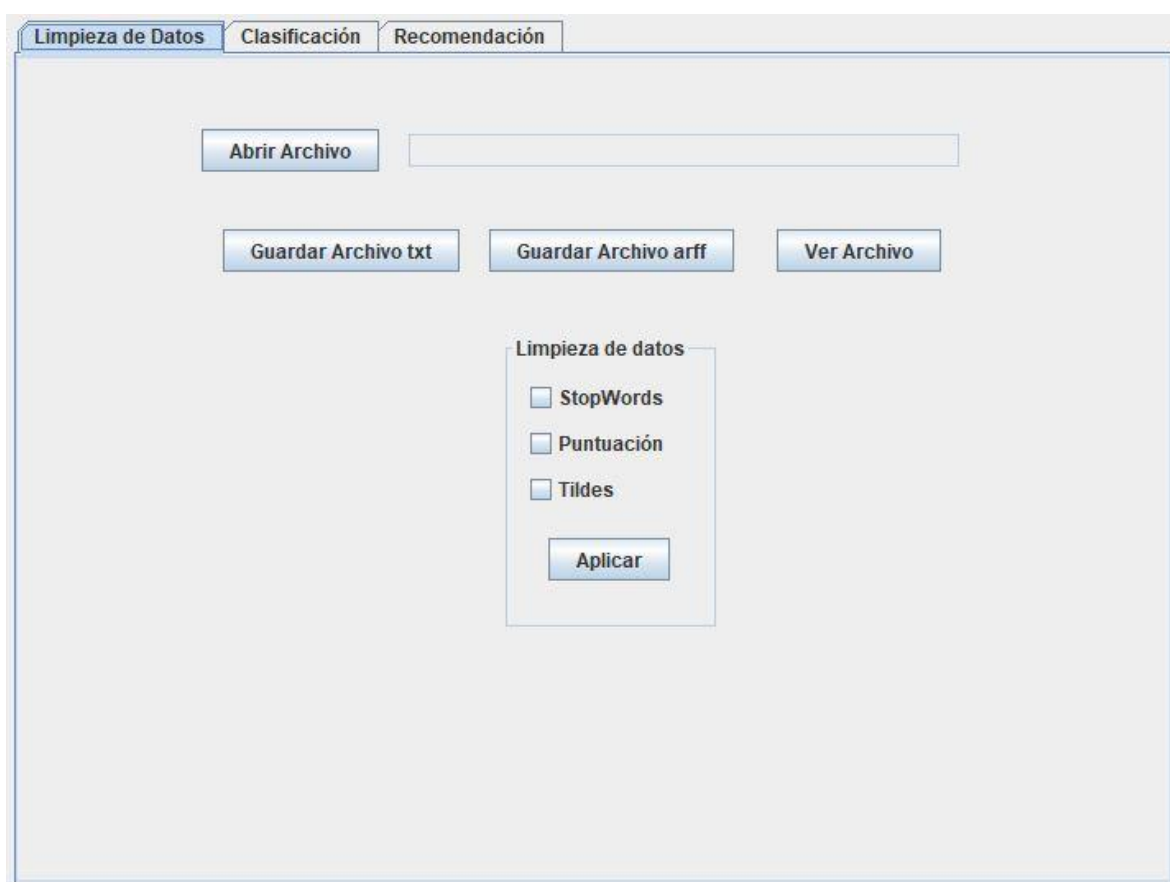 Limpieza de Datos Clasificación Recomendación
Abrir Archivo
Guardar Archivo txt Guardar Archivo arff Ver Archivo
Limpieza de datos
StopWords
Puntuación
Tildes
Aplicar